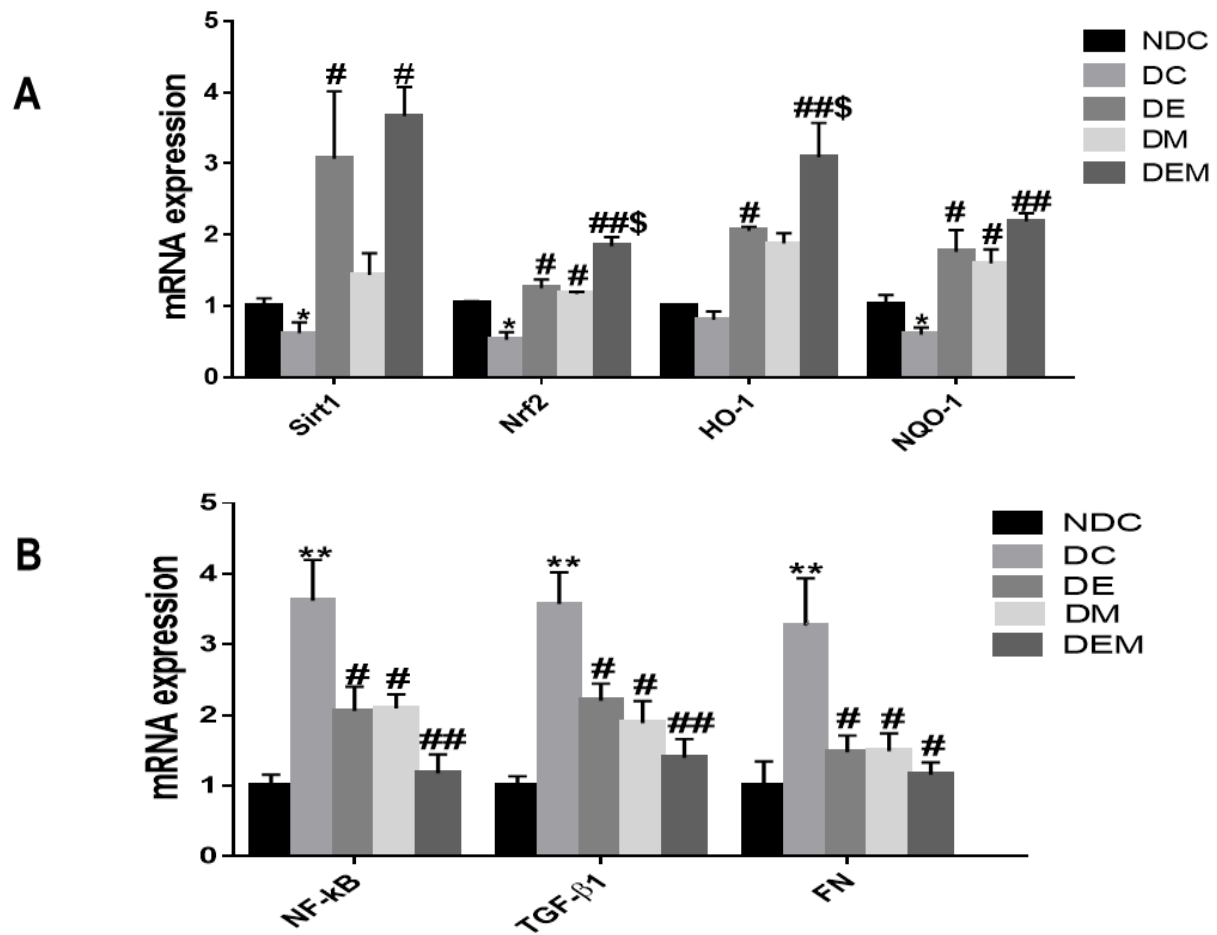 A
mRNA expression
5
4
3
2
1
0
# #
* 
* # # ##$
# ##$
* # # ##
Sirt1 Nrf2 HO-1 NQO-1
NDC
DC
DE
DM
DEM
B
mRNA expression
5
4
3
2
1
0
** # # ##
** # # ##
** # # #
NF-kB TGF-β1 FN
NDC
DC
DE
DM
DEM